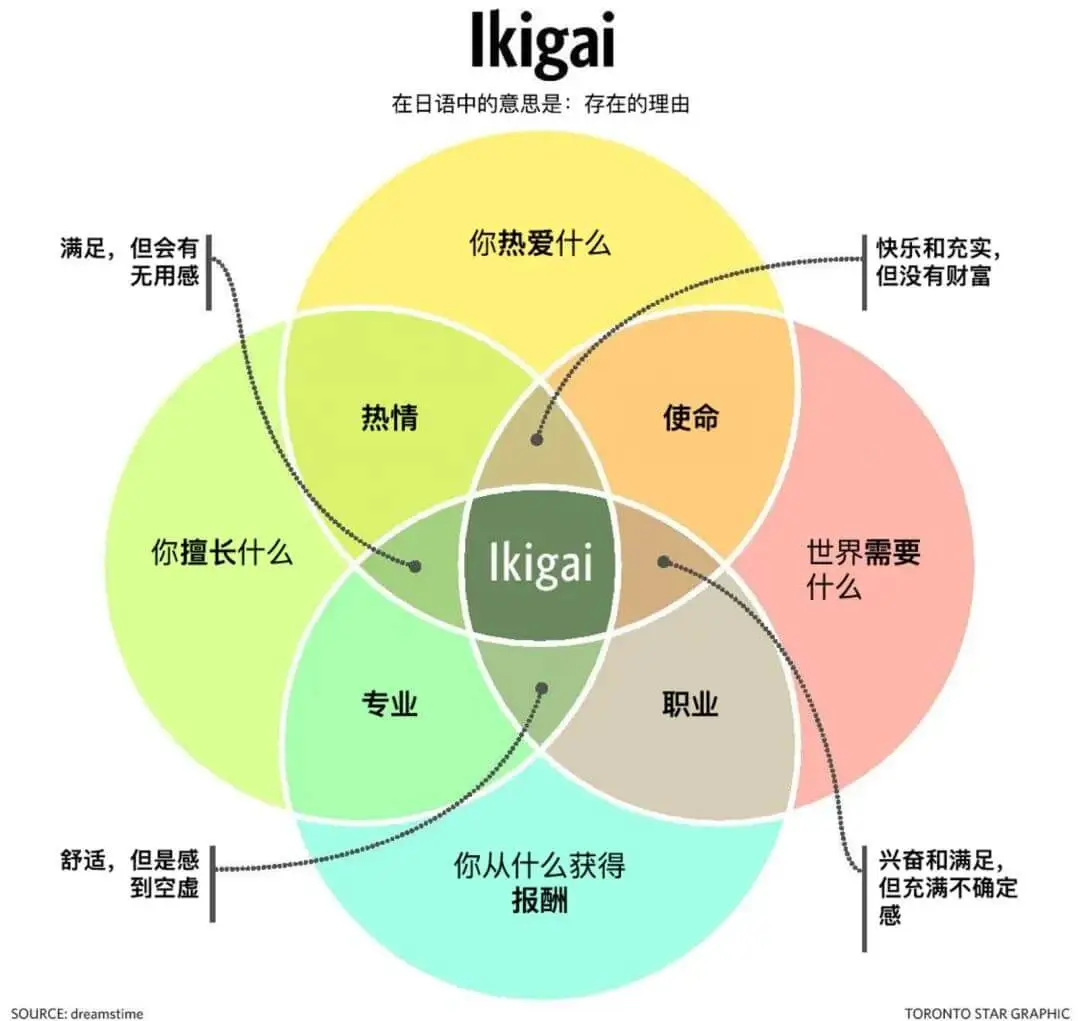 Ikigai
在日语中的意思是：存在的理由
你热爱什么
满足，但会有
无用感
快乐和充实，
但没有财富
热情
使命
你擅长什么
Ikigai
世界需要
什么
专业
职业
舒适，但是感
到空虚
你从什么获得
报酬
兴奋和满足，
但充满不确定
感
SOURCE: dreamstime
TORONTO STAR GRAPHIC